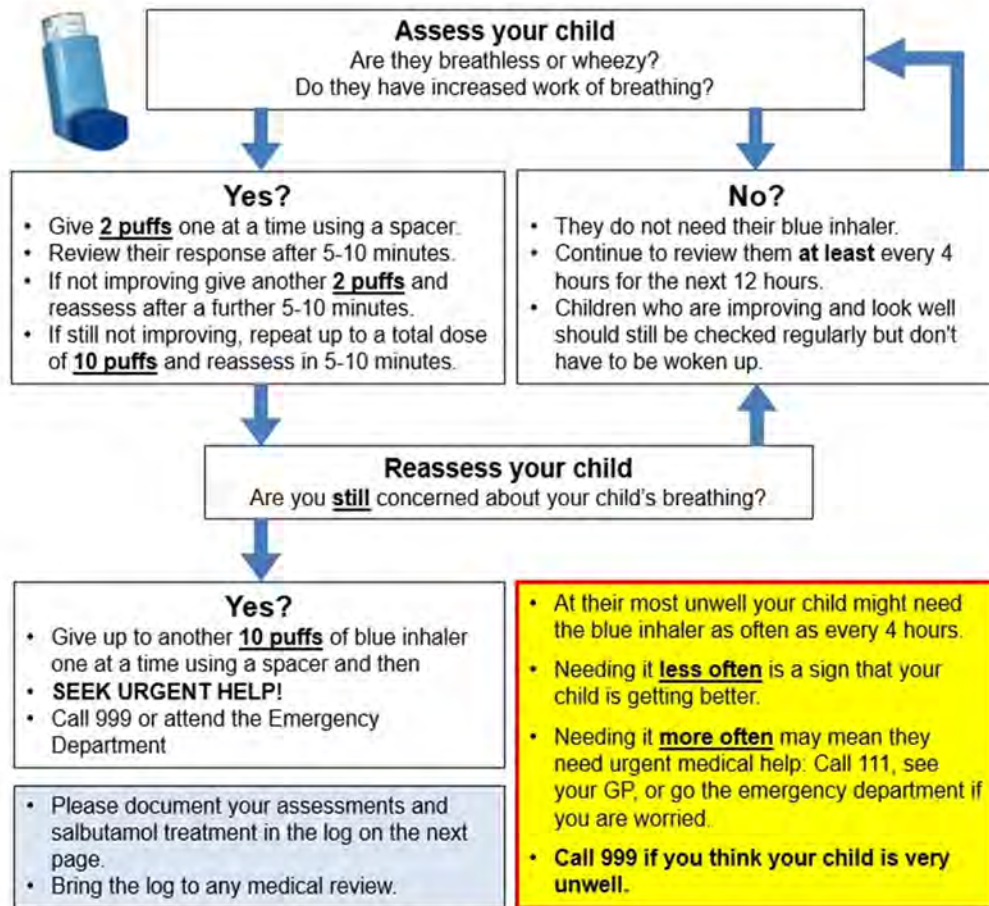 Assess your child
Are they breathless or wheezy?
Do they have increased work of breathing?
Yes?
• Give 2 puffs one at a time using a spacer.
• Review their response after 5-10 minutes.
• If not improving give another 2 puffs and
reassess after a further 5-10 minutes.
• If still not improving, repeat up to a total dose
of 10 puffs and reassess in 5-10 minutes.
No?
• They do not need their blue inhaler.
• Continue to review them at least every 4
hours for the next 12 hours.
• Children who are improving and look well
should still be checked regularly but don't
have to be woken up.
Reassess your child
Are you still concerned about your child's breathing?
Yes?
• Give up to another 10 puffs of blue inhaler
one at a time using a spacer and then
• SEEK URGENT HELP!
• Call 999 or attend the Emergency
Department
• Please document your assessments and
salbutamol treatment in the log on the next
page.
• Bring the log to any medical review.
• At their most unwell your child might need
the blue inhaler as often as every 4 hours.
• Needing it less often is a sign that your
child is getting better.
• Needing it more often may mean they
need urgent medical help: Call 111, see
your GP, or go the emergency department if
you are worried.
• Call 999 if you think your child is very
unwell.